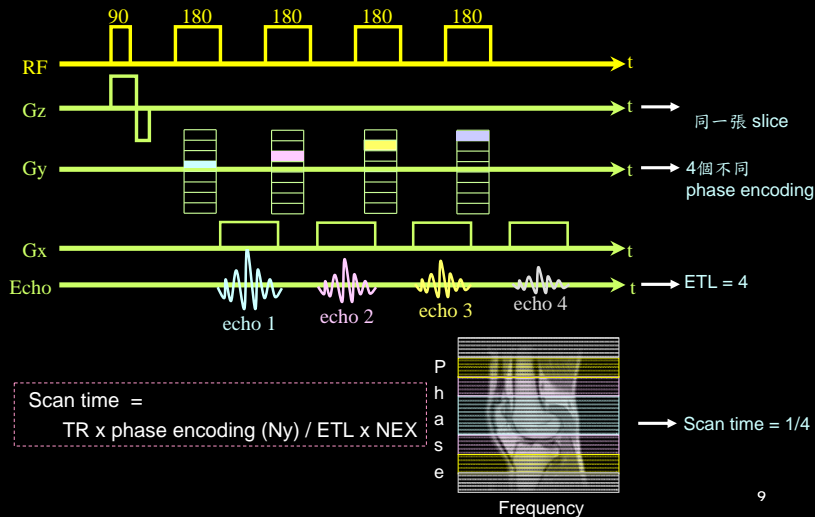 90 180 180 180 180
RF t
Gz t
同一張 slice
Gy t
4個不同
phase encoding
Gx t
Echo t
ETL = 4
echo 1 echo 2 echo 3 echo 4
Scan time =
TR x phase encoding (Ny) / ETL x NEX
P
h
a
s
e
Scan time = 1/4
Frequency
9